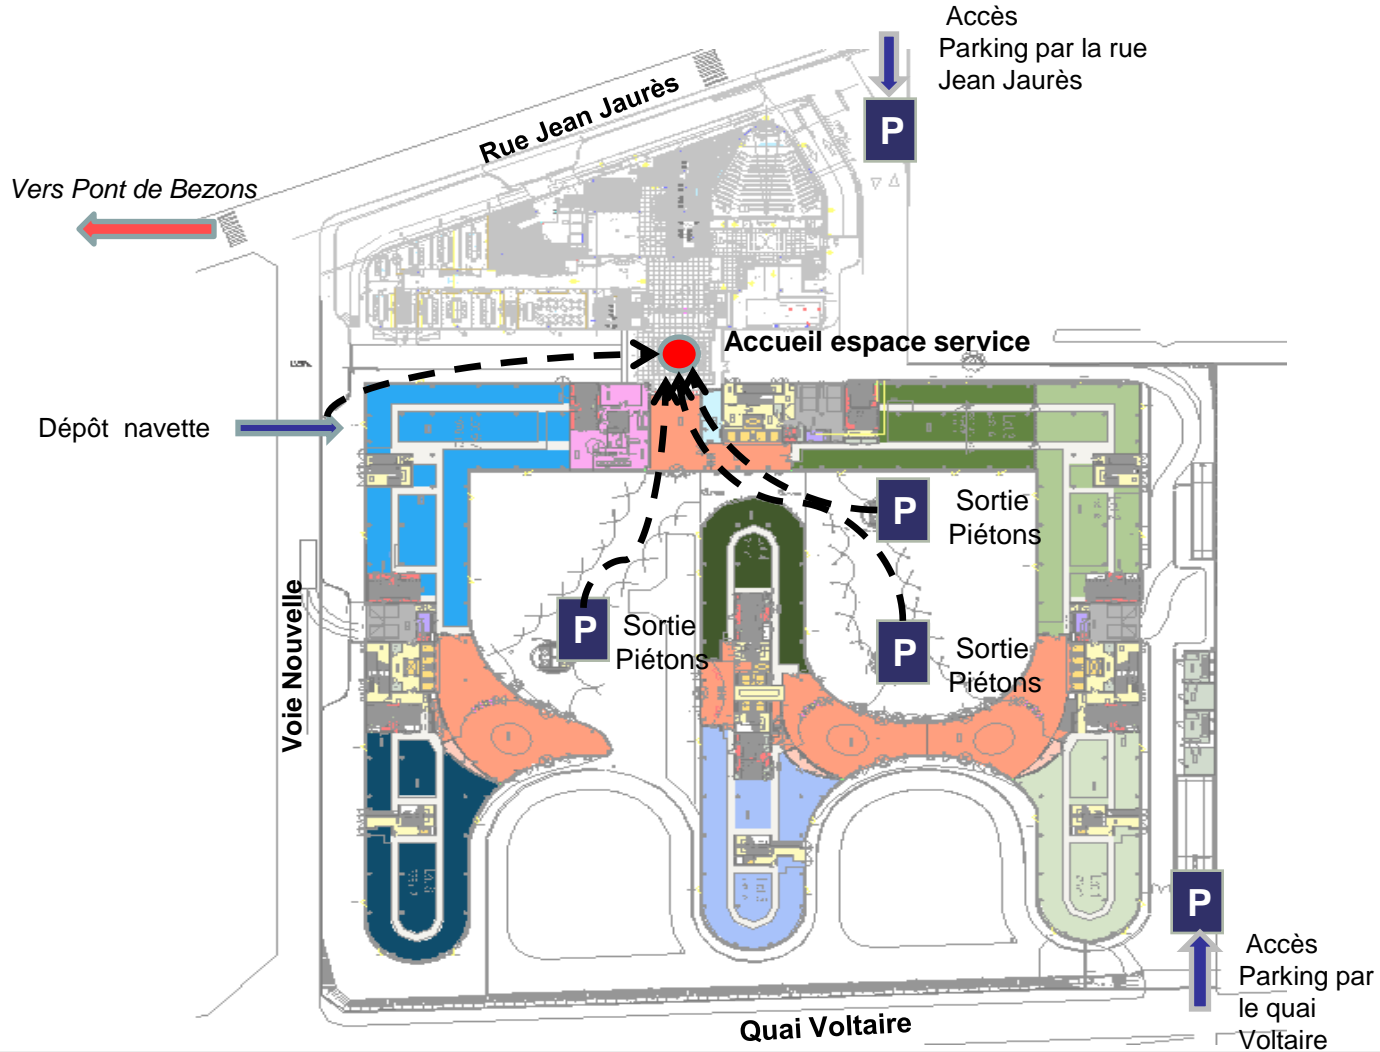 Accès
Parking par la rue
Jean Jaurès
P
Rue Jean Jaurès
Vers Pont de Bezons
Accueil espace service
Dépôt navette
P
Sortie
Piétons
P
Sortie
Piétons
P
Sortie
Piétons
Voie Nouvelle
P
Accès
Parking par
le quai
Voltaire
Quai Voltaire